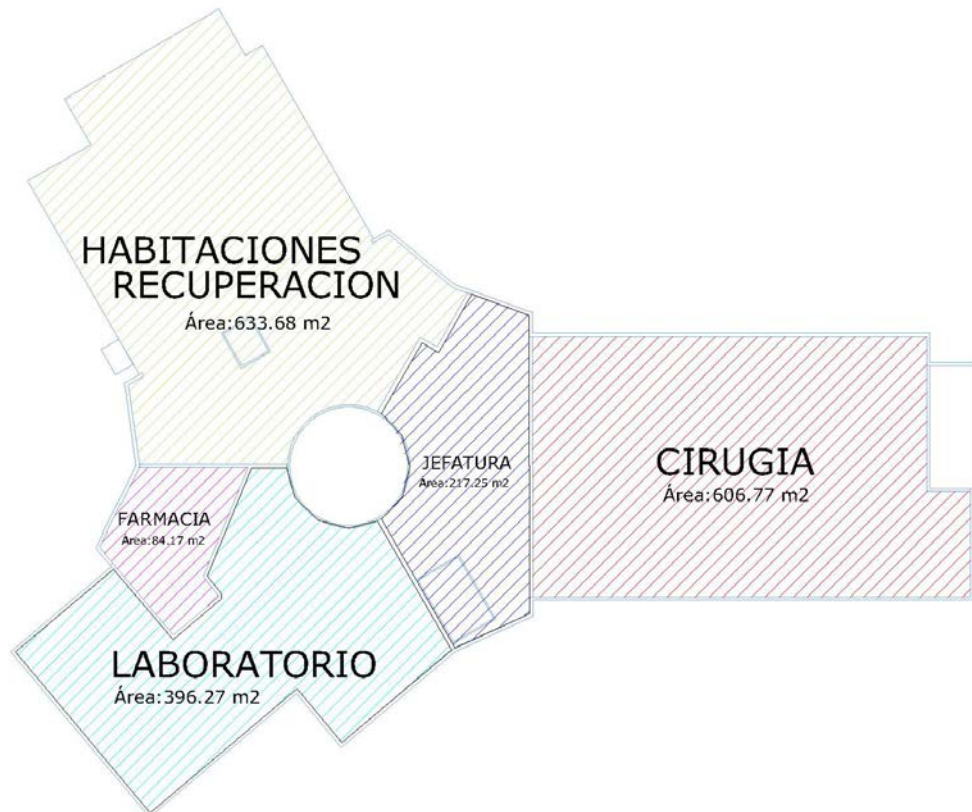 HABITACIONES
RECUPERACION
Área:633.68 m2
JEFATURA
Área:217.25 m2
CIRUGIA
Área:606.77 m2
FARMACIA
Área:84.17 m2
LABORATORIO
Área:396.27 m2